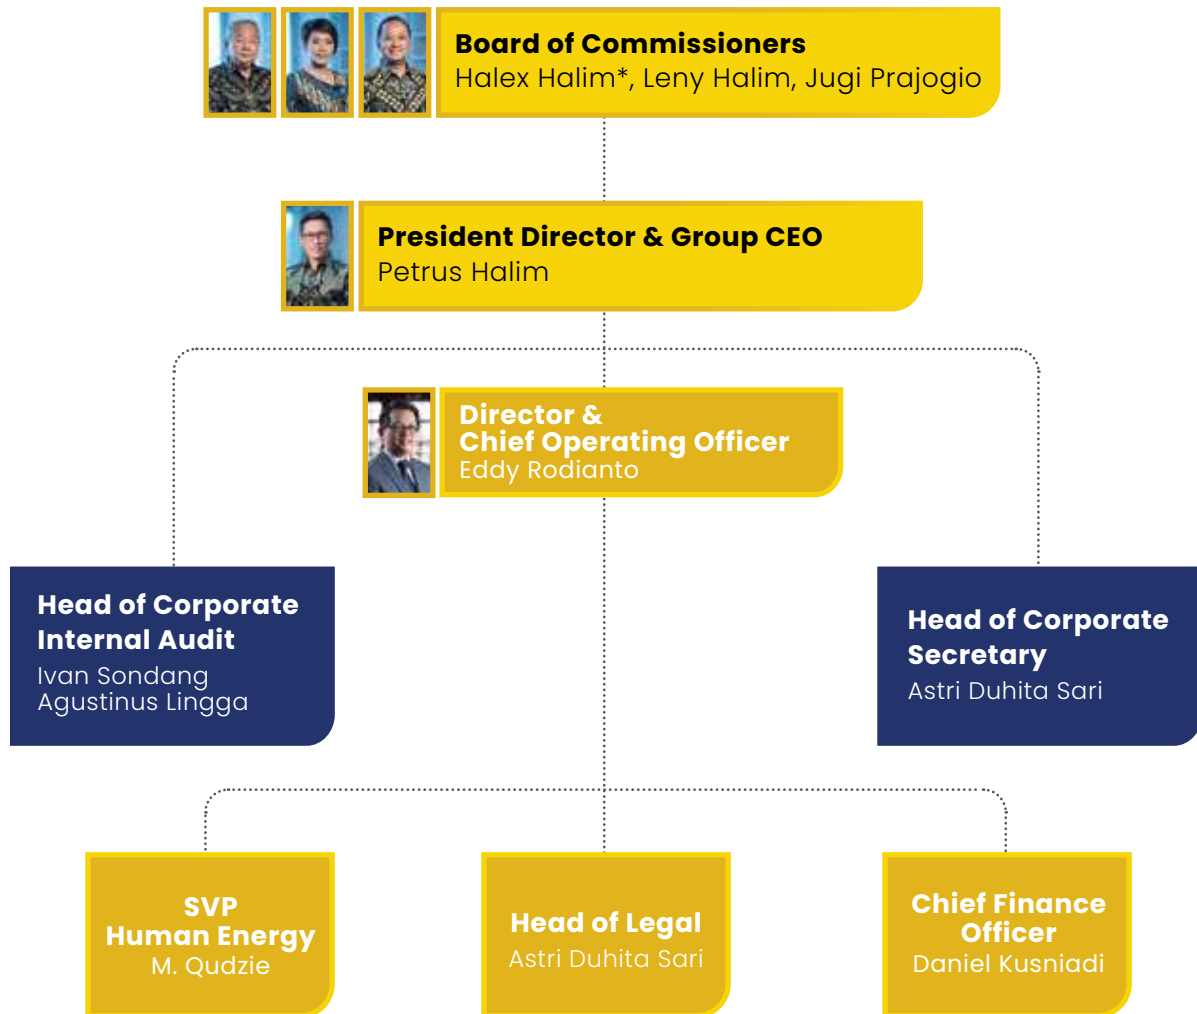 Board of Commissioners
Halex Halim*, Leny Halim, Jugi Prajogio
President Director & Group CEO
Petrus Halim
Director &
Chief Operating Officer
Eddy Rodianto
Head of Corporate
Internal Audit
Ivan Sondang
Agustinus Lingga
Head of Corporate
Secretary
Astri Duhita Sari
SVP
Human Energy
M. Qudzie
Head of Legal
Astri Duhita Sari
Chief Finance
Officer
Daniel Kusniadi